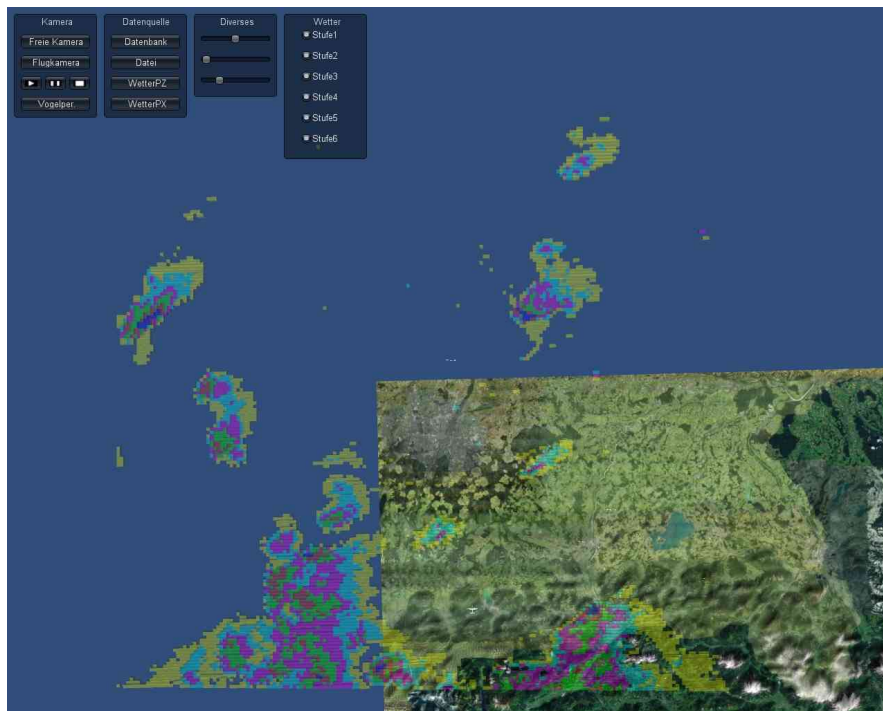 Kamera
Freie Kamera
Flugkamera
Vogelper.
Datenquelle
Datenbank
Datei
WetterPZ
WetterPX
Diverses
Wetter
Stufe1
Stufe2
Stufe3
Stufe4
Stufe5
Stufe6